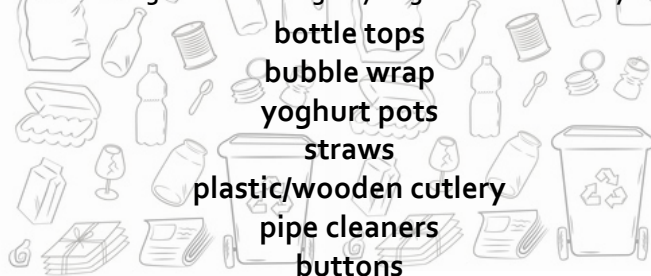 bottle tops
bubble wrap
yoghurt pots
straws
plastic/wooden cutlery
pipe cleaners
buttons